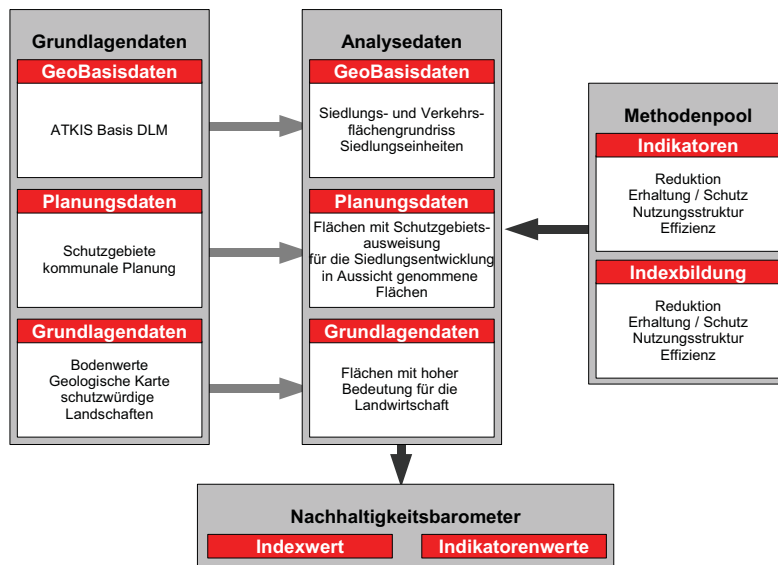 Grundlagendaten
GeoBasisdaten
ATKIS Basis DLM
Planungsdaten
Schutzgebiete
kommunale Planung
Grundlagendaten
Bodenwerte
Geologische Karte
schutzwürdige
Landschaften
Analysedaten
GeoBasisdaten
Siedlungs- und Verkehrs-
flächengrundriss
Siedlungseinheiten
Planungsdaten
Flächen mit Schutzgebiets-
ausweisung
für die Siedlungsentwicklung
in Aussicht genommene
Flächen
Grundlagendaten
Flächen mit hoher
Bedeutung für die
Landwirtschaft
Methodenpool
Indikatoren
Reduktion
Erhaltung / Schutz
Nutzungsstruktur
Effizienz
Indexbildung
Reduktion
Erhaltung / Schutz
Nutzungsstruktur
Effizienz
Nachhaltigkeitsbarometer
Indexwert
Indikatorenwerte